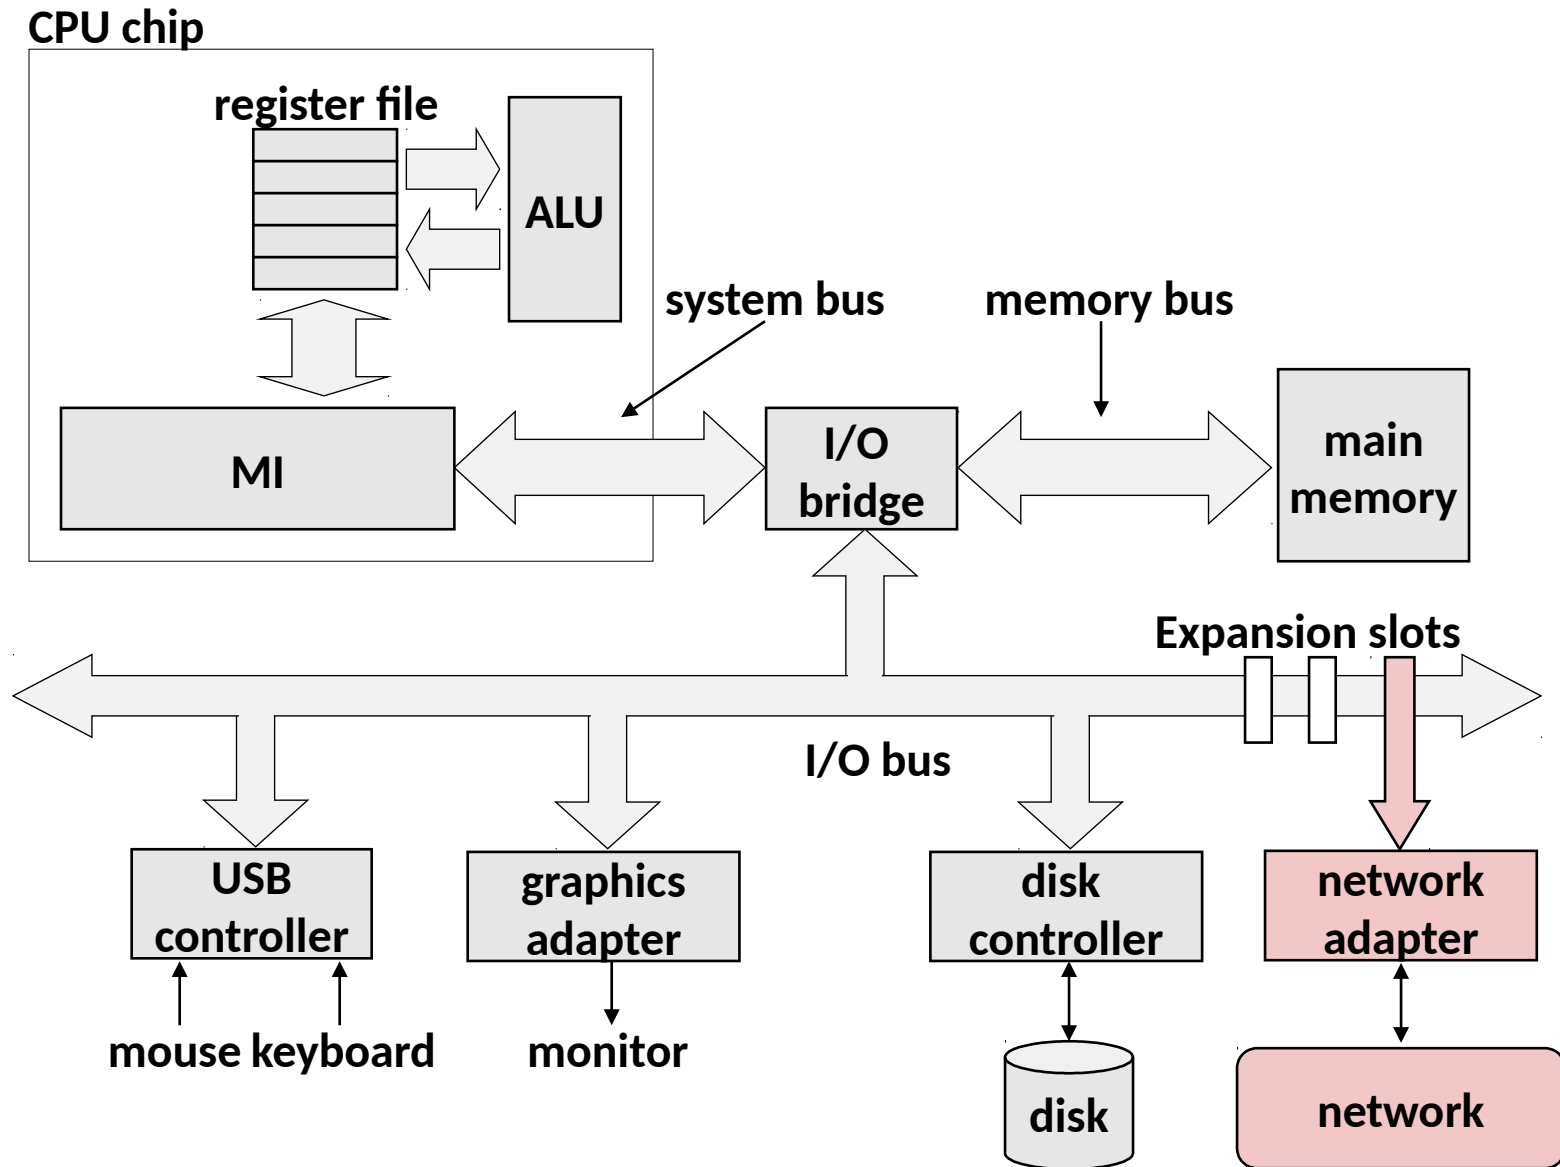 CPU chip
register file
ALU
system bus
memory bus
MI
I/O
bridge
main
memory
Expansion slots
I/O bus
USB
controller
graphics
adapter
disk
controller
network
adapter
mouse keyboard
monitor
disk
network